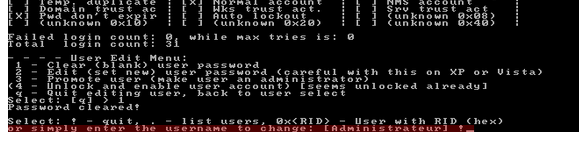 [ ] Temp. duplicate | [X] Normal account | [ ] NMS account
[ ] Domain trust ac | [ ] Wks trust act. | [ ] Srv trust act
[X] Pwd don't expir | [ ] Auto lockout | [ ] (unknown 0x08) |
[ ] (unknown 0x10) | [ ] (unknown 0x20) | [ ] (unknown 0x40) |
Failed login count: 0, while max tries is: 0
Total login count: 31
- - - - User Edit Menu:
1 - Clear (blank) user password
2 - Edit (set new) user password (careful with this on XP or Vista)
3 - Promote user (make user an administrator)
(4 - Unlock and enable user account) [seems unlocked already]
q - Quit editing user, back to user select
Select: [q] > 1
Password cleared!
Select: ! - quit, . - list users, 0x(RID) - User with RID (hex)
or simply enter the username to change: [Administrateur] !_